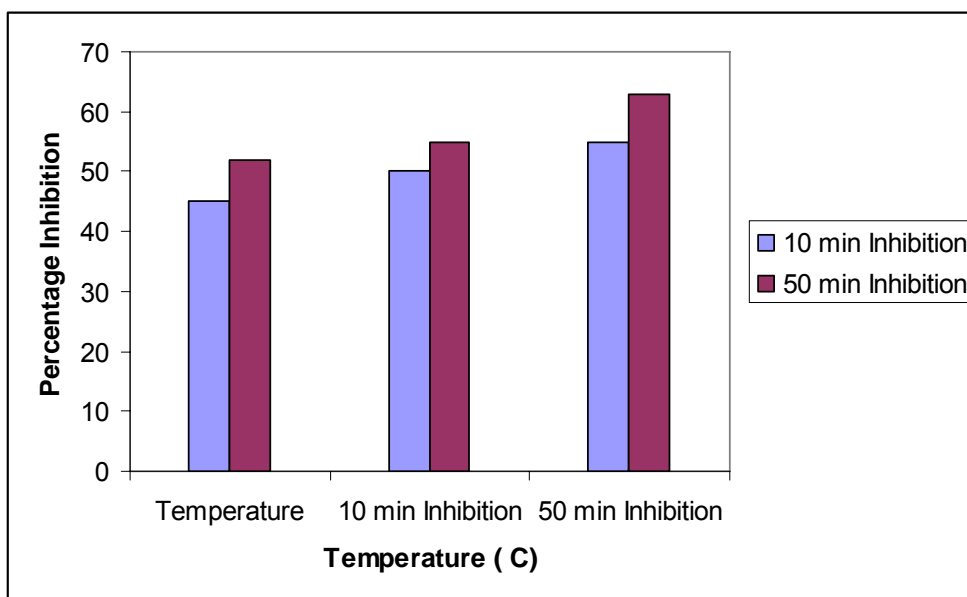 70
60
50
40
30
20
10
0
Percentage Inhibition
Temperature
10 min Inhibition
50 min Inhibition
Temperature ( C)
10 min Inhibition
50 min Inhibition